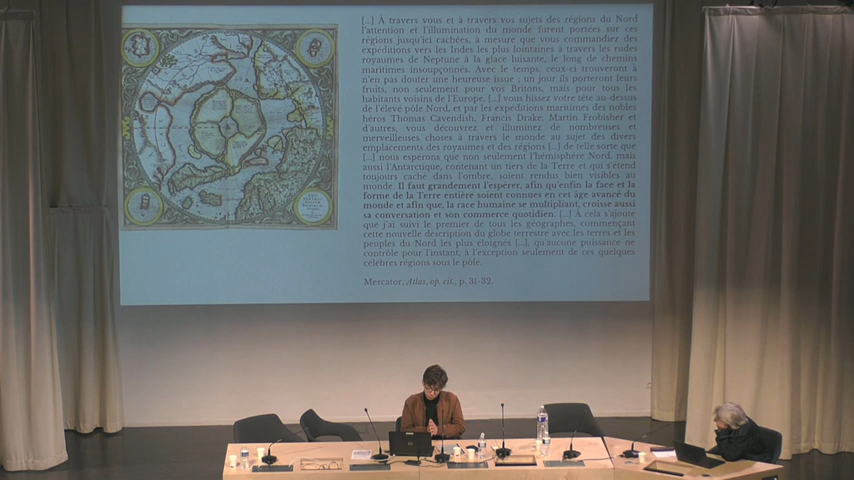 [...] À travers vous et à travers vos sujets des régions du Nord
l'attention et l'illumination du monde furent portées sur ces
régions jusqu'ici cachées, à mesure que vous commandiez des
expéditions vers les Indes les plus lointaines à travers les rudes
royaumes de Neptune à la glace luisante, le long de chemins
maritimes insoupçonnés. Avec le temps, ceux-ci trouveront à
n'en pas douter une heureuse issue ; un jour ils porteront leurs
fruits, non seulement pour vos Britons, mais pour tous les
habitants voisins de l'Europe. [...] vous hissez votre tête au-dessus
de l'élevé pôle Nord, et par les expéditions maritimes des nobles
héros Thomas Cavendish, Francis Drake, Martin Frobisher et
d'autres, vous découvrez et illuminez de nombreuses et
merveilleuses choses à travers le monde au sujet des divers
emplacements des royaumes et des régions [...] de telle sorte que
[...] nous espérons que non seulement l'hémisphère Nord, mais
aussi l'Antarctique, contenant un tiers de la Terre et qui s'étend
toujours caché dans l'ombre, soient rendus bien visibles au
monde. Il faut grandement l'espérer, afin qu'enfin la face et la
forme de la Terre entière soient connues en cet âge avancé du
monde et afin que, la race humaine se multipliant, croisse aussi
sa conversation et son commerce quotidien. [...] À cela s'ajoute
que j'ai suivi le premier de tous les géographes, commençant
cette nouvelle description du globe terrestre avec les terres et les
peuples du Nord les plus éloignés [...], qu'aucune puissance ne
contrôle pour l'instant, à l'exception seulement de ces quelques
célèbres régions sous le pôle.
Mercator, Atlas, op. cit., p. 31-32.